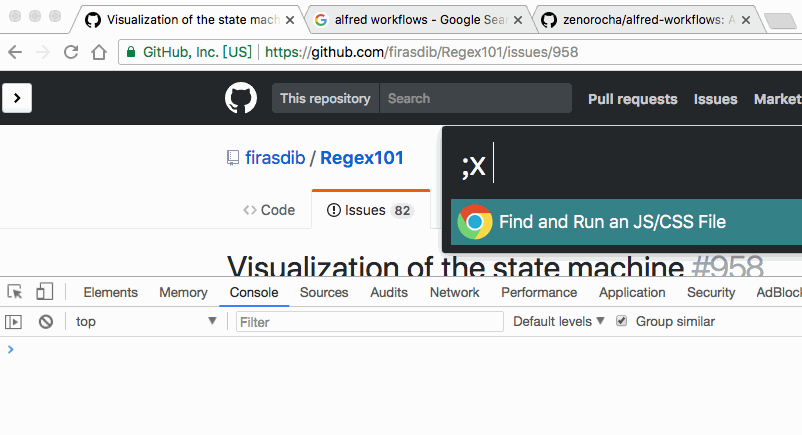 Visualization of the state mach
alfred workflows - Google Sear
zenorocha/alfred-workflows: A
GitHub, Inc. [US] https://github.com/firasdib/Regex101/issues/958
This repository Search Pull requests Issues Market
;x
firasdib / Regex101
Find and Run an JS/CSS File
<> Code Issues 82
Visualization of the state machine #958
Elements Memory Console Sources Audits Network Performance Application Security AdBloc
top Filter Default levels Group similar